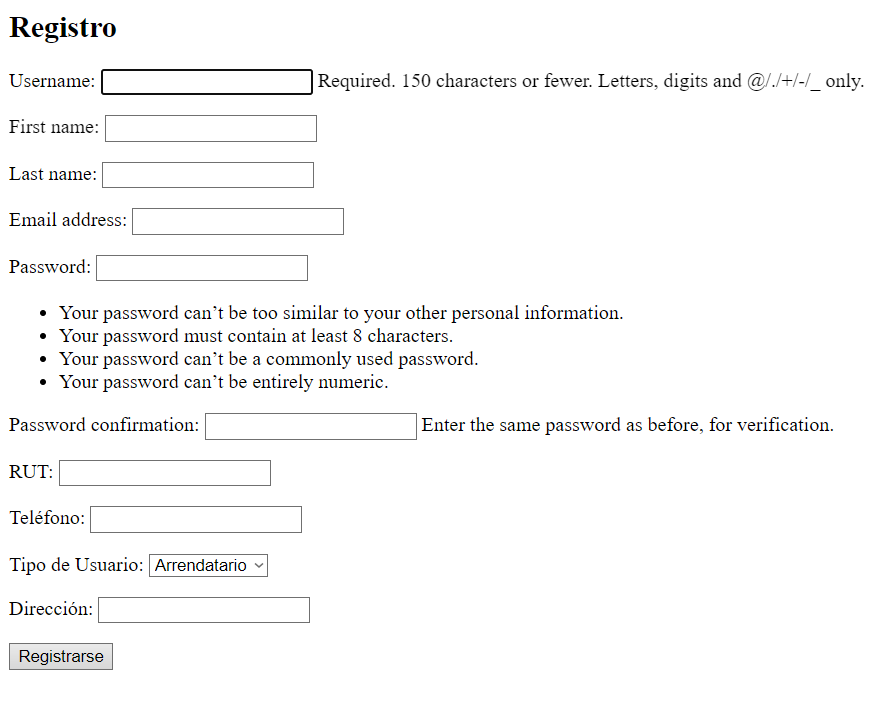 Registro
Username: Required. 150 characters or fewer. Letters, digits and @/./+/-/_ only.
First name:
Last name:
Email address:
Password:
• Your password can’t be too similar to your other personal information.
• Your password must contain at least 8 characters.
• Your password can’t be a commonly used password.
• Your password can’t be entirely numeric.
Password confirmation: Enter the same password as before, for verification.
RUT:
Teléfono:
Tipo de Usuario: Arrendatario
Dirección:
Registrarse